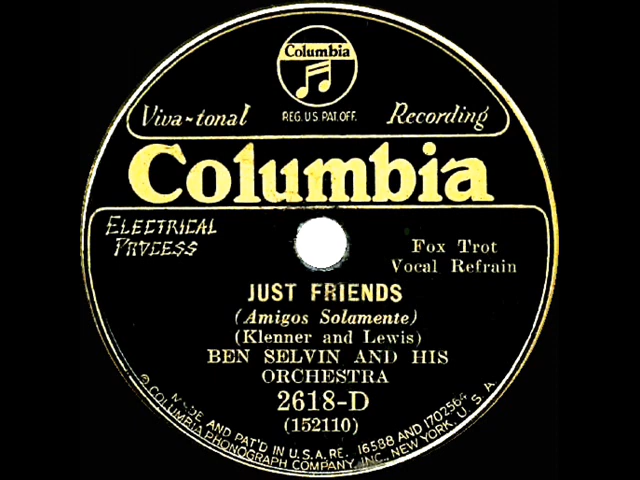 Columbia
REG. U.S. PAT. OFF.
Viva-tonal Recording
Columbia
ELECTRICAL
PROCESS
Fox Trot
Vocal Refrain
JUST FRIENDS
(Amigos Solamente)
(Klenner and Lewis)
BEN SELVIN AND HIS
ORCHESTRA
2618-D
(152110)
MADE AND PAT'D IN U.S.A. RE. 16588 AND 1702564
© COLUMBIA PHONOGRAPH COMPANY, INC., NEW YORK, U.S.A.